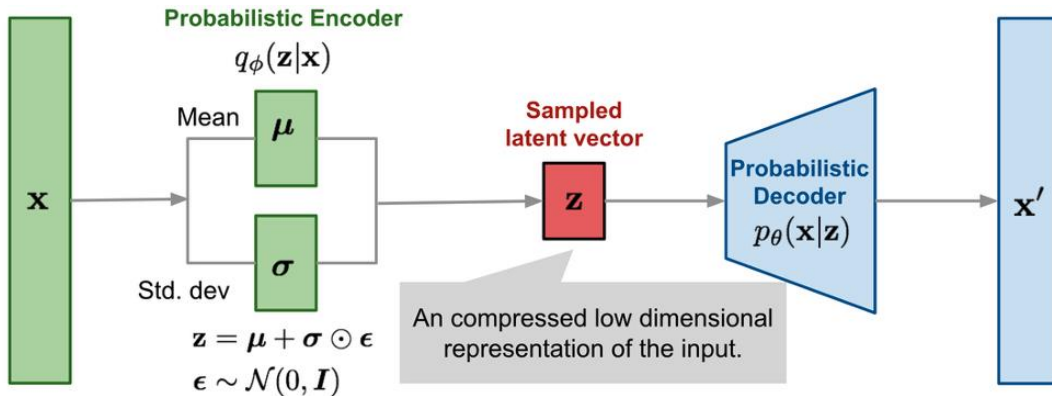 Probabilistic Encoder
qϕ(z|x)
Mean
μ
x
σ
Std. dev
z = μ + σ ⊙ ϵ
ϵ ∼ 𝒩(0, I)
Sampled
latent vector
z
An compressed low dimensional
representation of the input.
Probabilistic
Decoder
pθ(x|z)
x′